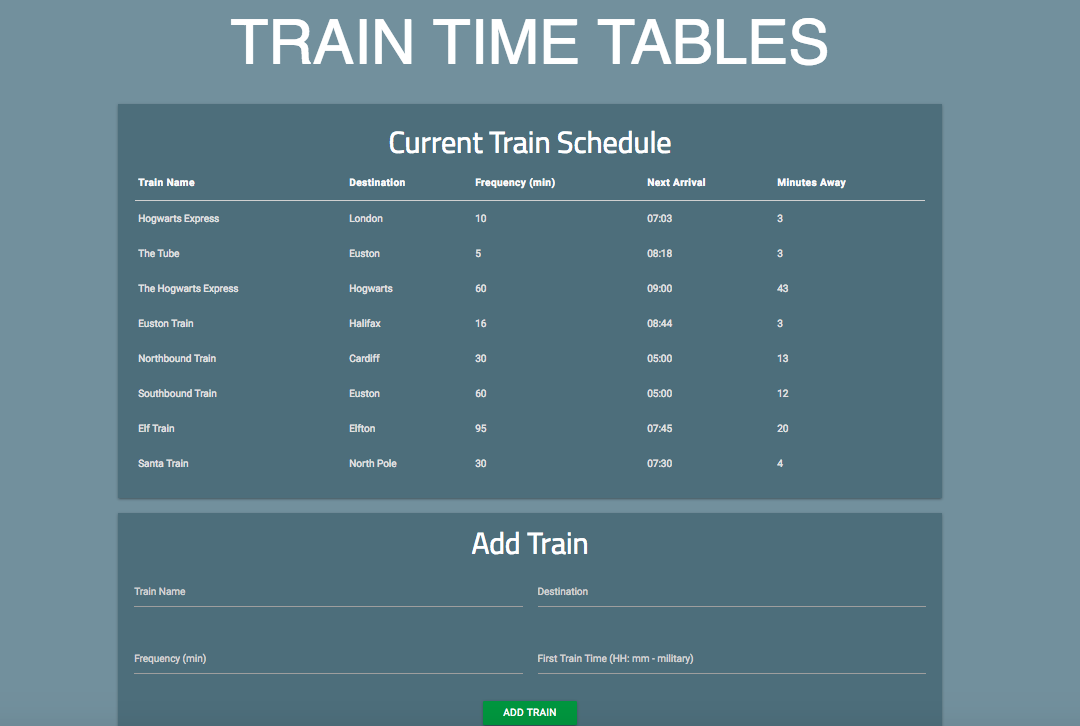 TRAIN TIME TABLES
Current Train Schedule
Train Name Destination Frequency (min) Next Arrival Minutes Away
Hogwarts Express London 10 07:03 3
The Tube Euston 5 08:18 3
The Hogwarts Express Hogwarts 60 09:00 43
Euston Train Halifax 16 08:44 3
Northbound Train Cardiff 30 05:00 13
Southbound Train Euston 60 05:00 12
Elf Train Elfton 95 07:45 20
Santa Train North Pole 30 07:30 4
Add Train
Train Name Destination
Frequency (min) First Train Time (HH: mm - military)
ADD TRAIN